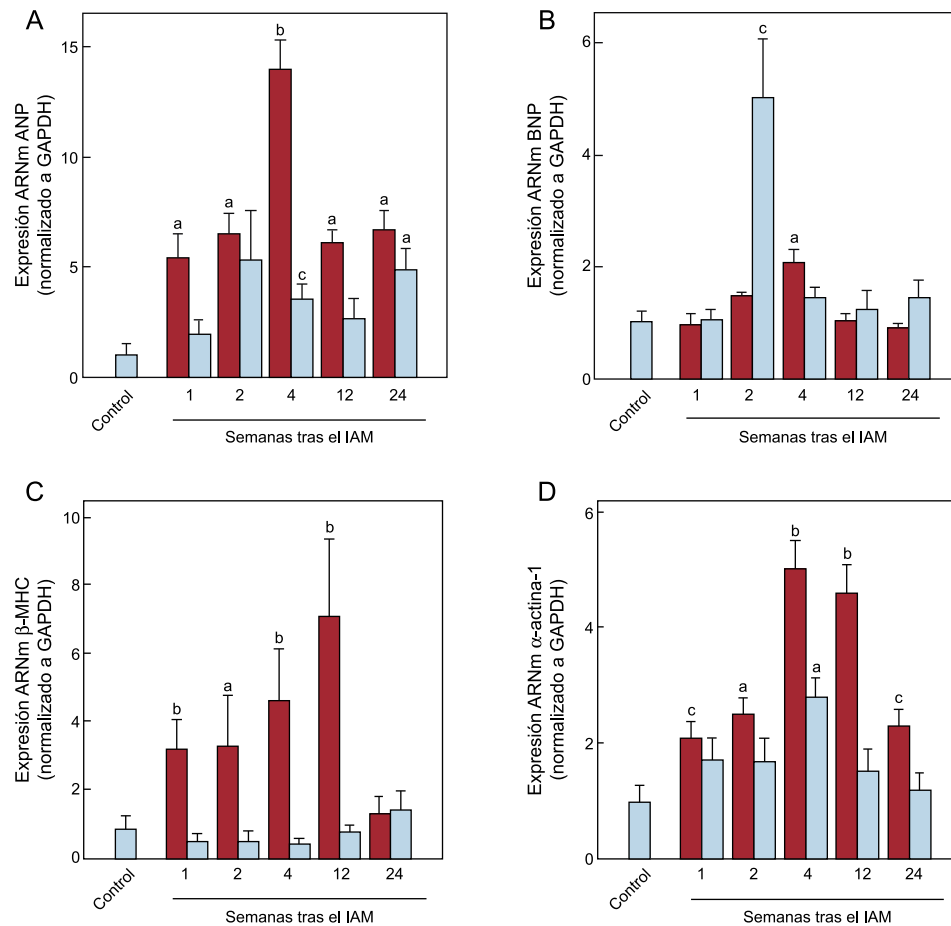 A
Expresión ARNm ANP
(normalizado a GAPDH)
15
10
5
0
a
a
b
c
a
a
a
Control
1 2 4 12 24
Semanas tras el IAM
B
Expresión ARNm BNP
(normalizado a GAPDH)
6
4
2
0
c
a
Control
1 2 4 12 24
Semanas tras el IAM
C
Expresión ARNm β-MHC
(normalizado a GAPDH)
10
8
6
4
2
0
b
a
b
b
Control
1 2 4 12 24
Semanas tras el IAM
D
Expresión ARNm α-actina-1
(normalizado a GAPDH)
6
4
2
0
c
a
b
a
b
c
Control
1 2 4 12 24
Semanas tras el IAM